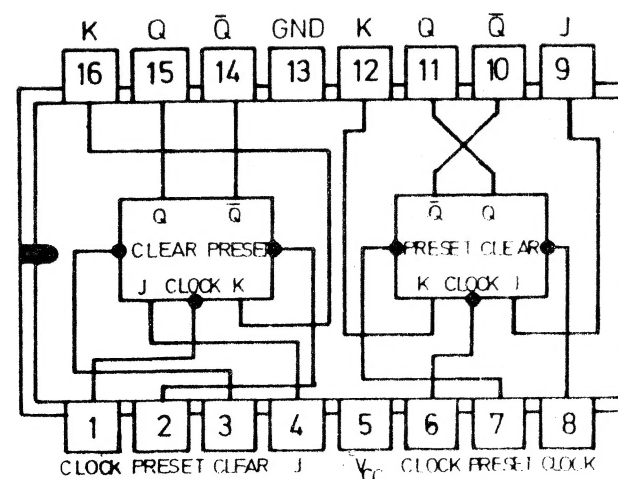 K Q Q̅ GND K Q Q̅ J
16 15 14 13 12 11 10 9
Q Q̅
CLEAR PRESET
J CLOCK K
Q̅ Q
PRESET CLEAR
K CLOCK J
1 2 3 4 5 6 7 8
CLOCK PRESET CLEAR J VCC CLOCK PRESET CLOCK